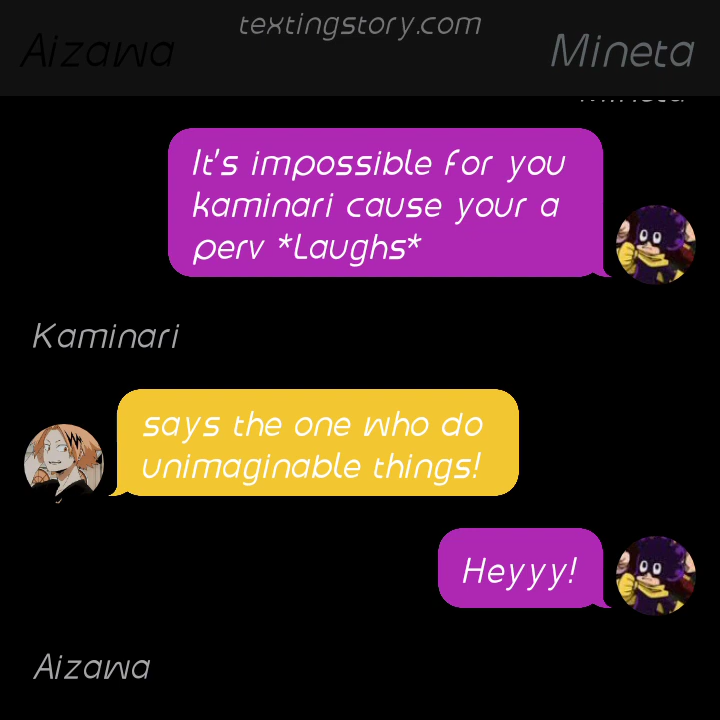 textingstory.com
Aizawa
Mineta
It's impossible for you
kaminari cause your a
perv *Laughs*
Kaminari
says the one who do
unimaginable things!
Heyyy!
Aizawa